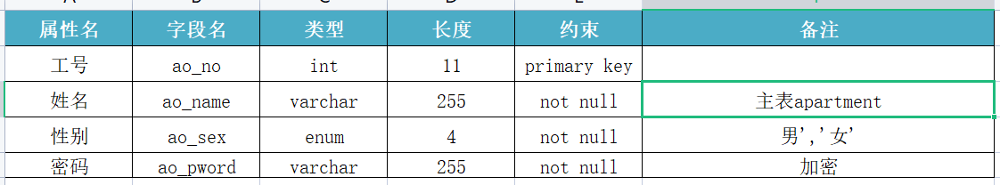 属性名 字段名 类型 长度 约束 备注
工号 ao_no int 11 primary key
姓名 ao_name varchar 255 not null 主表apartment
性别 ao_sex enum 4 not null 男','女'
密码 ao_pword varchar 255 not null 加密